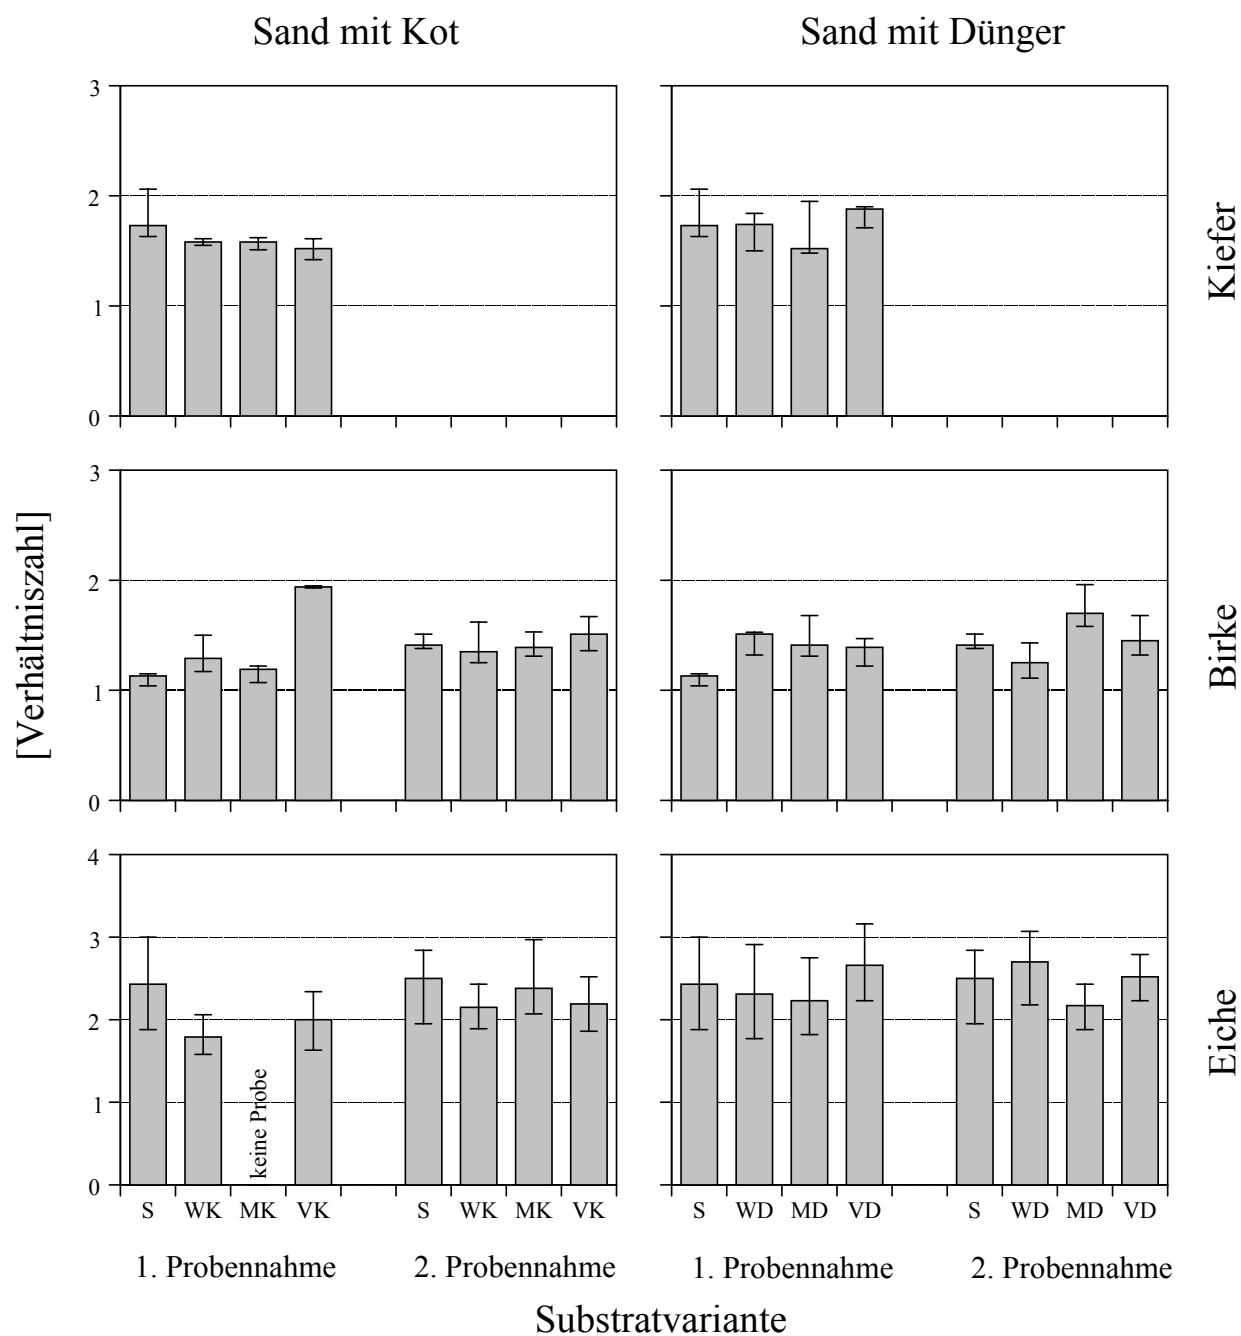 Sand mit Kot
Sand mit Dünger
3
2
1
0
Kiefer
[Verhältniszahl]
3
2
1
0
Birke
4
3
2
1
0
keine Probe
Eiche
S WK MK VK S WK MK VK S WD MD VD S WD MD VD
1. Probennahme 2. Probennahme 1. Probennahme 2. Probennahme
Substratvariante